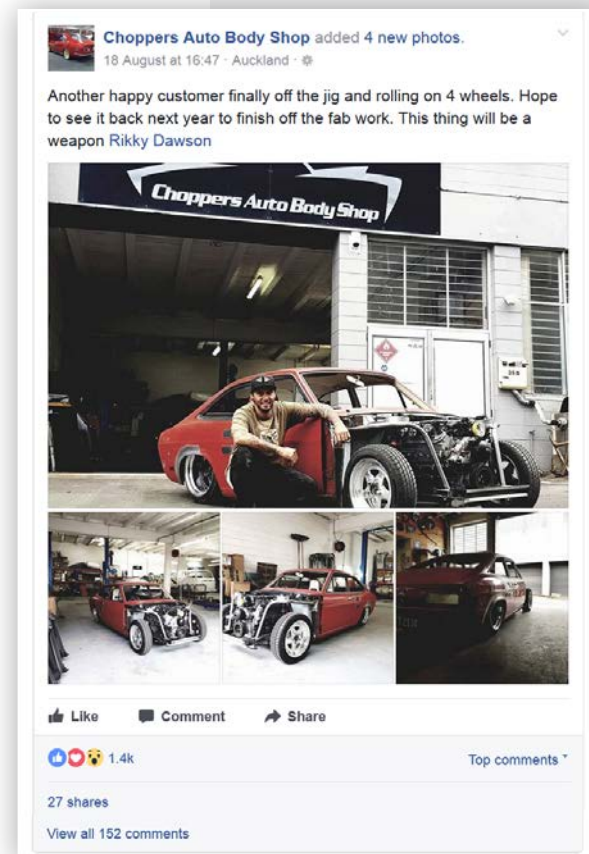 Choppers Auto Body Shop added 4 new photos.
18 August at 16:47 · Auckland ·
Another happy customer finally off the jig and rolling on 4 wheels. Hope
to see it back next year to finish off the fab work. This thing will be a
weapon Rikky Dawson
Choppers Auto Body Shop
Like Comment Share
1.4k Top comments
27 shares
View all 152 comments